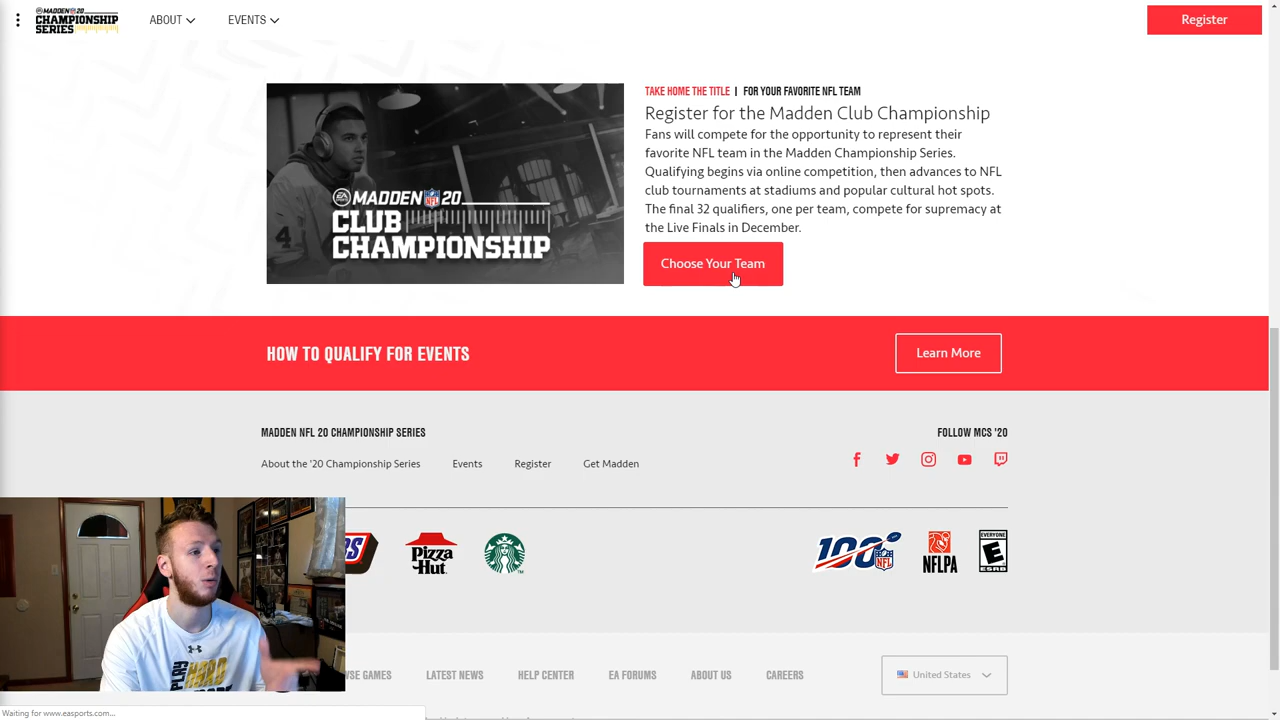 MADDEN 20
CHAMPIONSHIP
SERIES
ABOUT
EVENTS
Register
MADDEN NFL 20
CLUB
CHAMPIONSHIP
TAKE HOME THE TITLE | FOR YOUR FAVORITE NFL TEAM
Register for the Madden Club Championship
Fans will compete for the opportunity to represent their
favorite NFL team in the Madden Championship Series.
Qualifying begins via online competition, then advances to NFL
club tournaments at stadiums and popular cultural hot spots.
The final 32 qualifiers, one per team, compete for supremacy at
the Live Finals in December.
Choose Your Team
HOW TO QUALIFY FOR EVENTS
Learn More
MADDEN NFL 20 CHAMPIONSHIP SERIES
FOLLOW MCS '20
About the '20 Championship Series
Events
Register
Get Madden
Pizza
Hut
100
NFL
NFLPA
EVERYONE
E
ESRB
PLAY
HARD
WSE GAMES
LATEST NEWS
HELP CENTER
EA FORUMS
ABOUT US
CAREERS
United States
Waiting for www.easports.com...